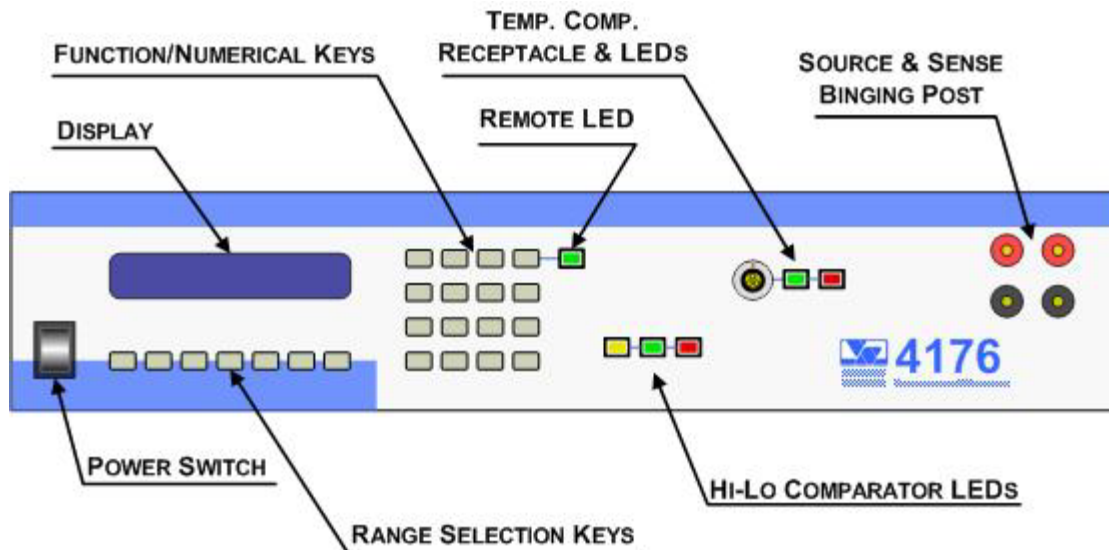 TEMP. COMP.
RECEPTACLE & LEDS
FUNCTION/NUMERICAL KEYS
SOURCE & SENSE
BINGING POST
REMOTE LED
DISPLAY
4176
POWER SWITCH
HI-LO COMPARATOR LEDS
RANGE SELECTION KEYS